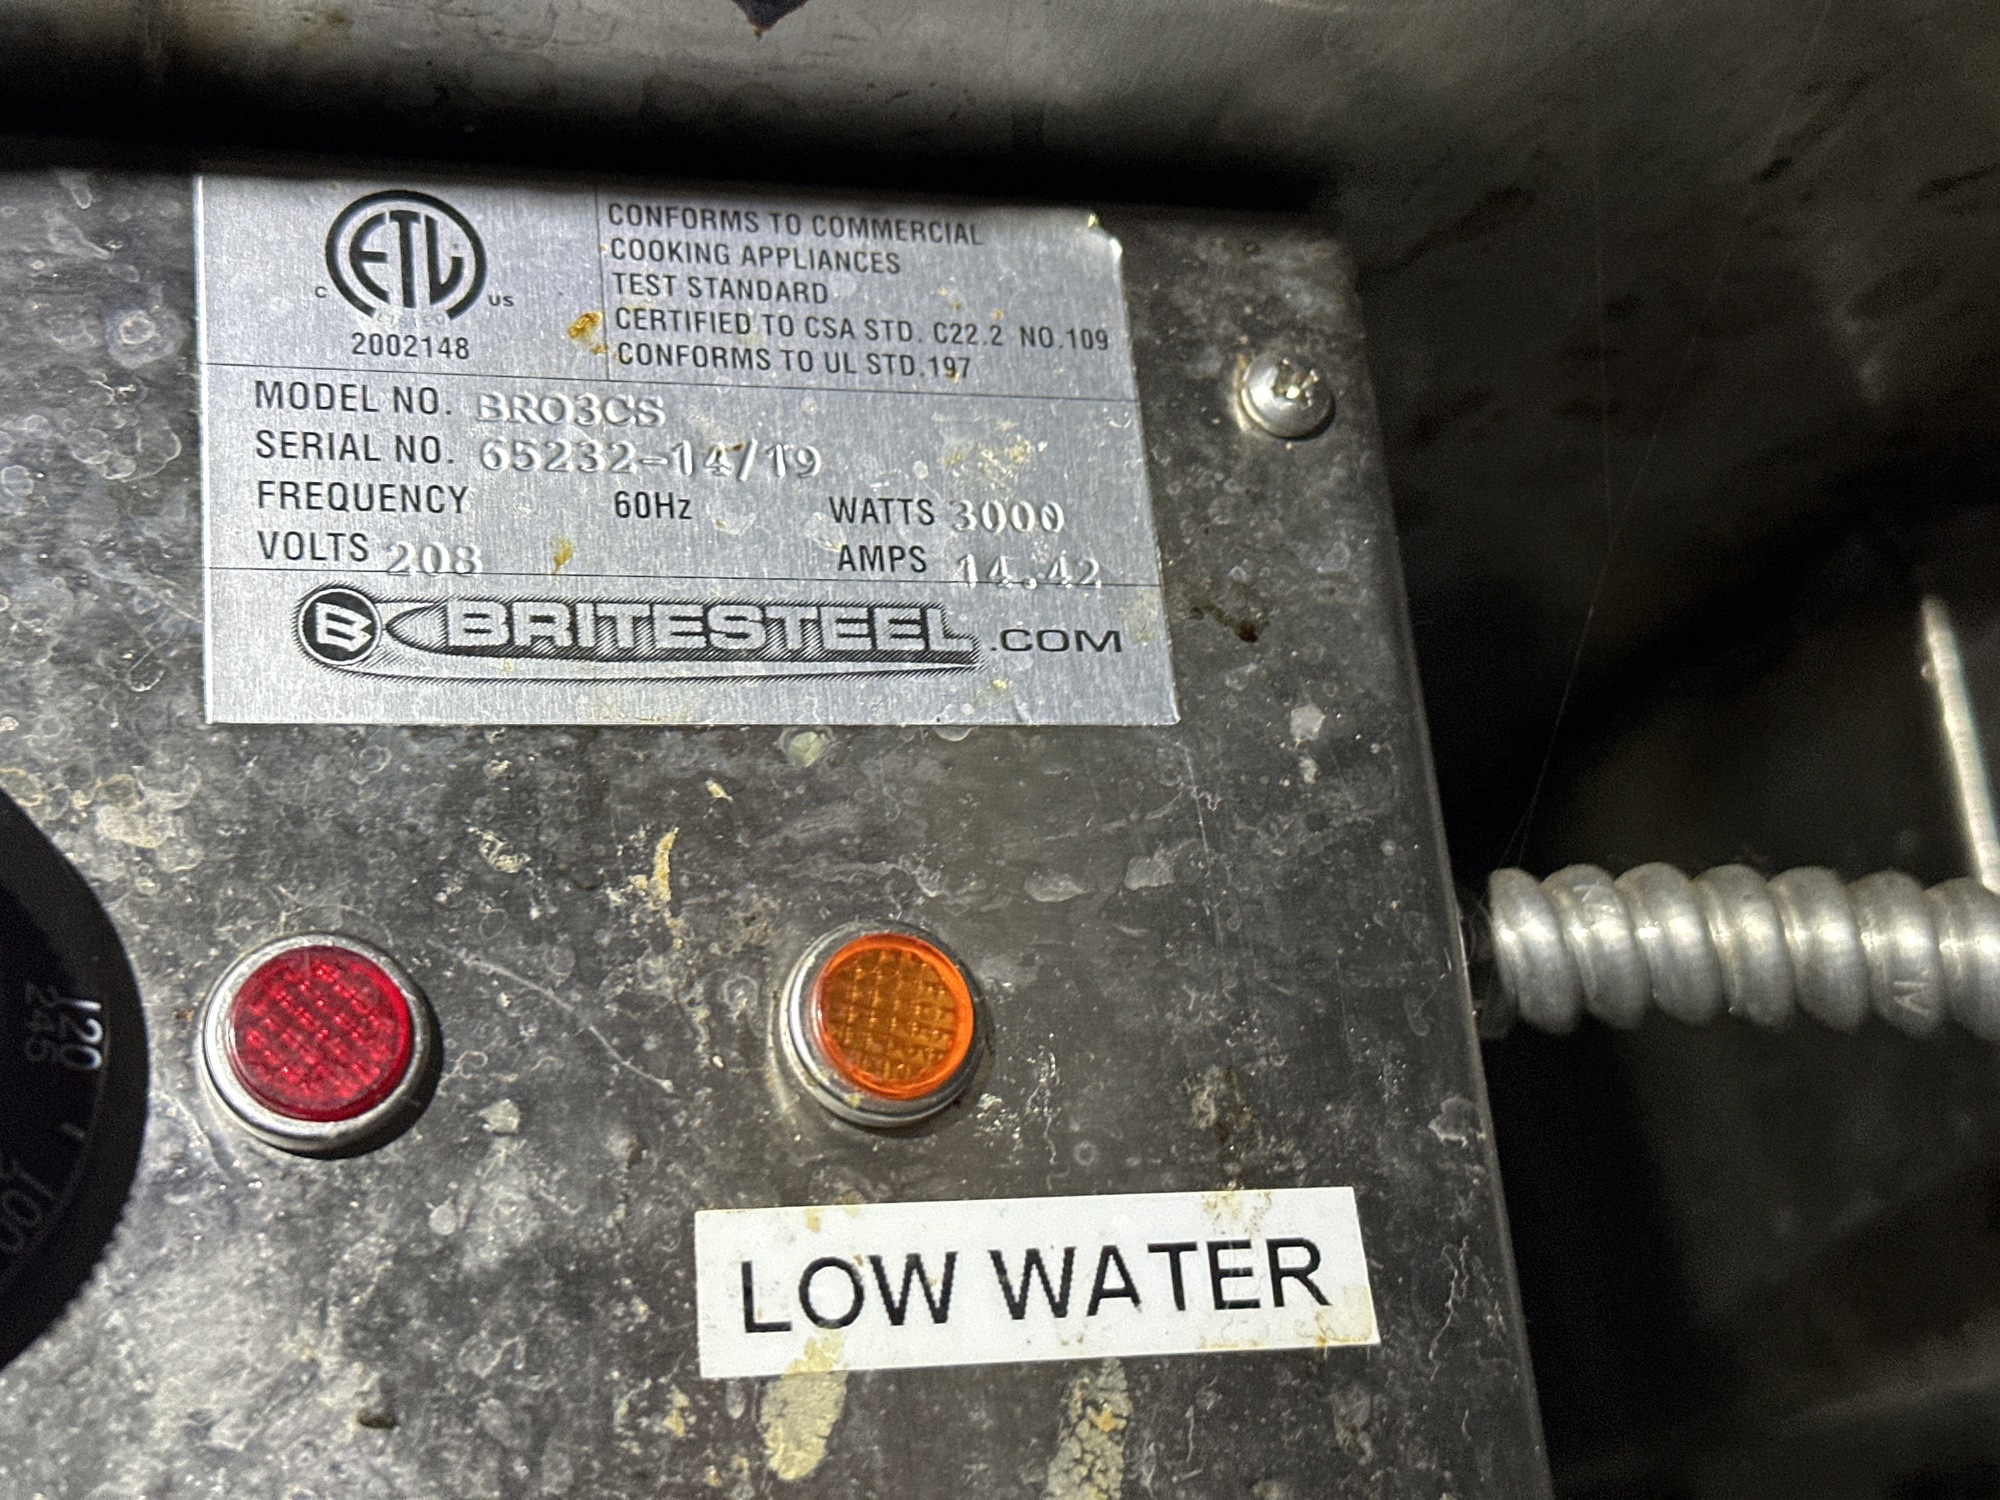 ETL
C US
2002148
CONFORMS TO COMMERCIAL
COOKING APPLIANCES
TEST STANDARD
CERTIFIED TO CSA STD. C22.2 NO.109
CONFORMS TO UL STD.197
MODEL NO. BRO3CS
SERIAL NO. 65232-14/19
FREQUENCY 60Hz WATTS 3000
VOLTS 208 AMPS 14.42
B BRITESTEEL.COM
120
245
100
LOW WATER